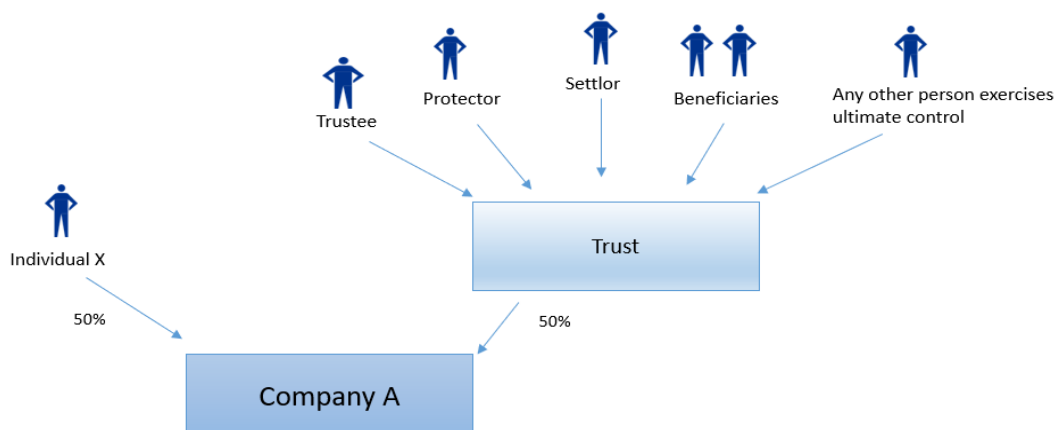 Trustee
Protector
Settlor
Beneficiaries
Any other person exercises
ultimate control
Individual X
Trust
50%
50%
Company A